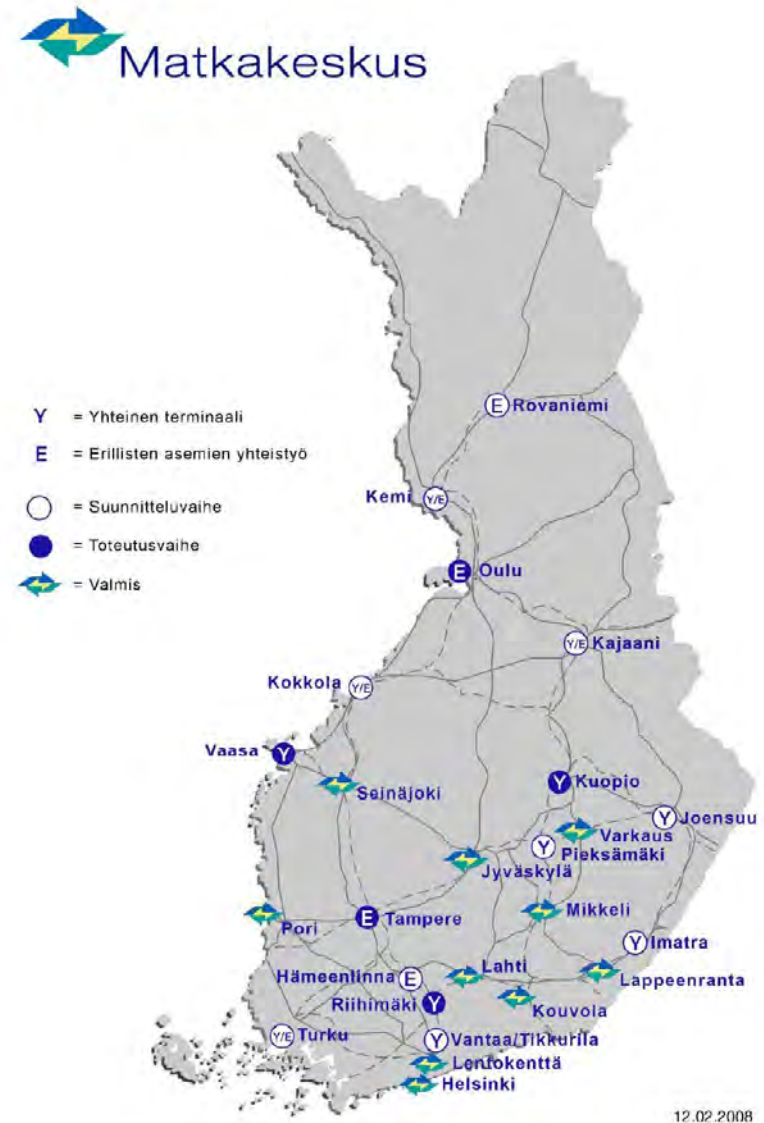 Matkakeskus
Y = Yhteinen terminaali
E = Erillisten asemien yhteistyö
= Suunnitteluvaihe
= Toteutusvaihe
= Valmis
E Rovaniemi
Kemi Y/E
E Oulu
Y/E Kajaani
Kokkola Y/E
Vaasa Y
Seinäjoki
Y Kuopio
Y Joensuu
Varkaus
Y Pieksämäki
Jyväskylä
Mikkeli
Pori
E Tampere
Y Imatra
Hämeenlinna E
Lahti
Lappeenranta
Riihimäki Y
Kouvola
Y/E Turku
Y Vantaa/Tikkurila
Lentokenttä
Helsinki
12.02.2008